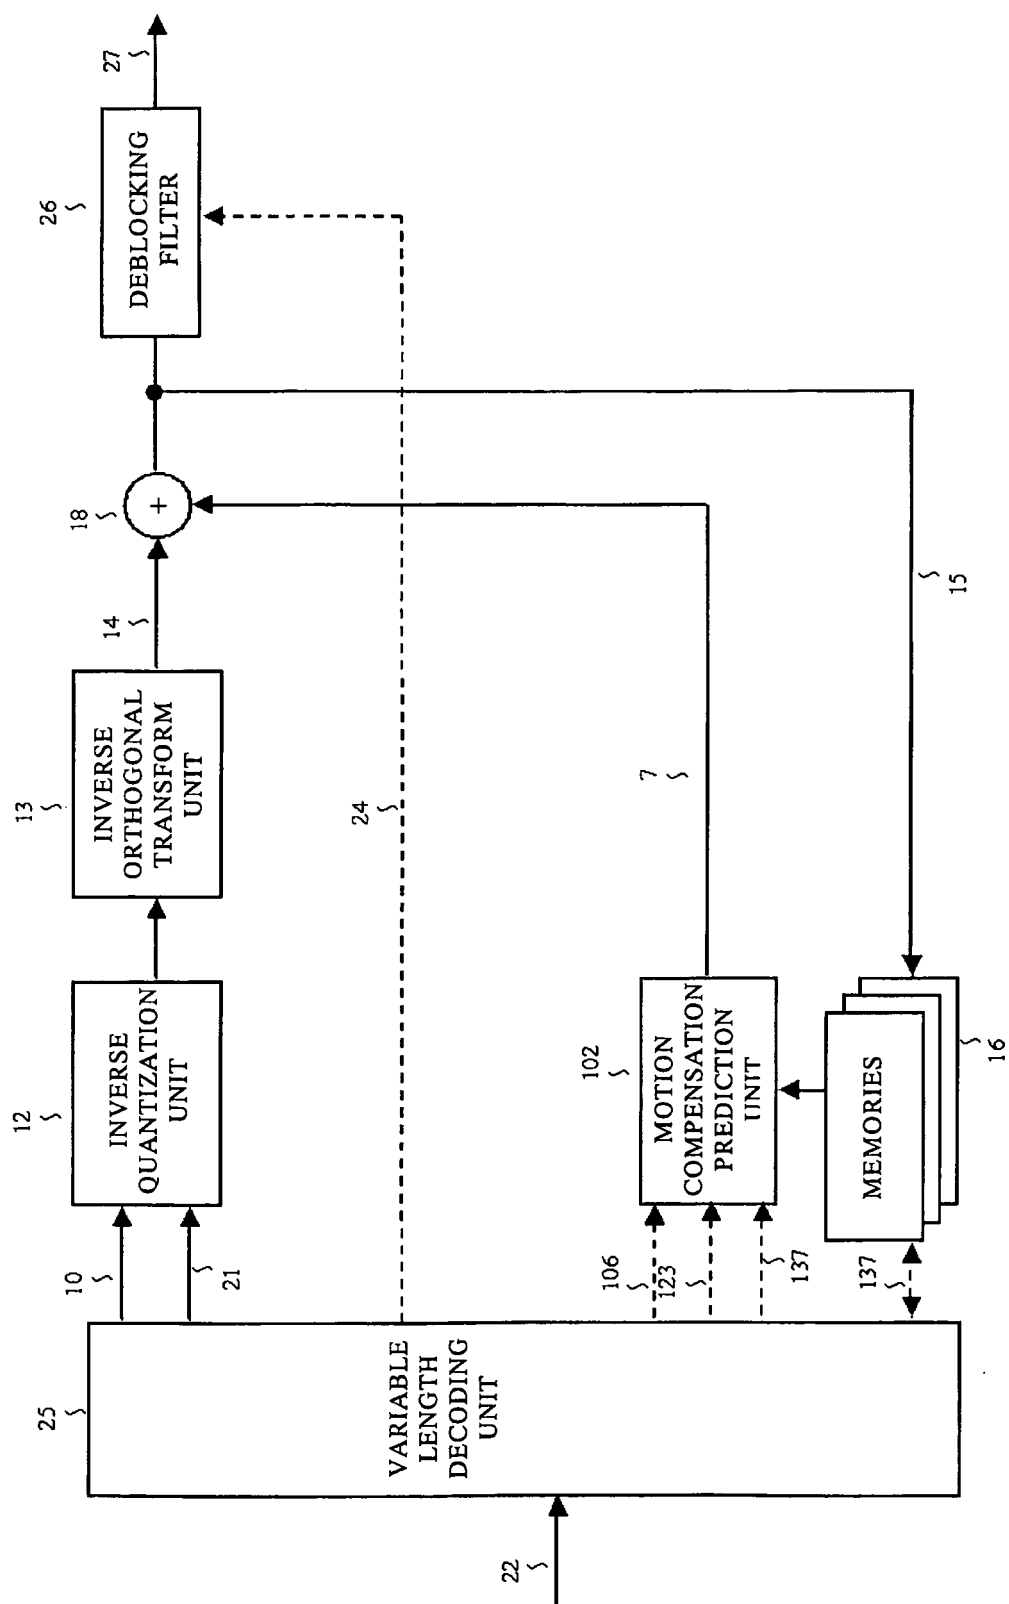 22
25
VARIABLE
LENGTH
DECODING
UNIT
10
21
12
INVERSE
QUANTIZATION
UNIT
13
INVERSE
ORTHOGONAL
TRANSFORM
UNIT
14
18
+
26
DEBLOCKING
FILTER
27
24
106
123
137
137
102
MOTION
COMPENSATION
PREDICTION
UNIT
7
MEMORIES
16
15